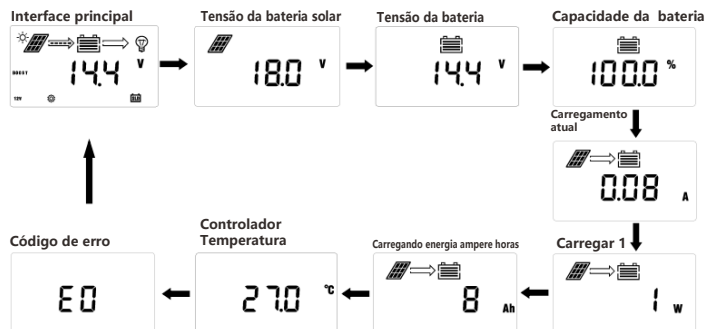 Interface principal
BOOST
14.4 V
12V
Tensão da bateria solar
18.0 V
Tensão da bateria
14.4 V
Capacidade da bateria
100.0 %
Carregamento
atual
0.08 A
Carregar 1
1 W
Carregando energia ampere horas
8 Ah
Controlador
Temperatura
27.0 °C
Código de erro
E0